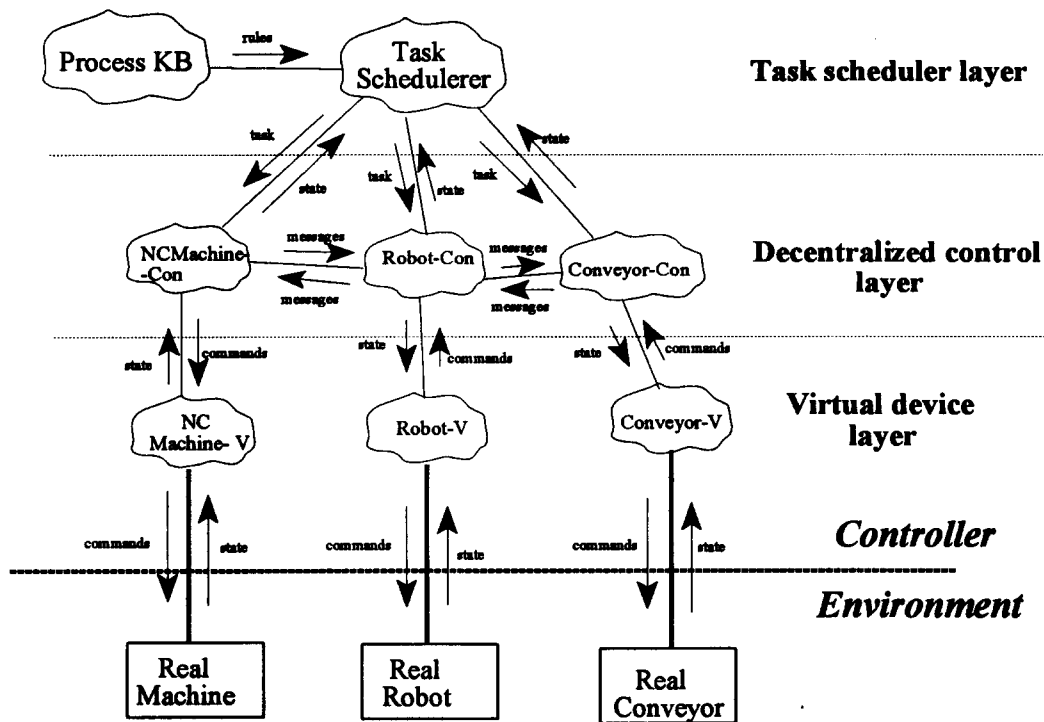 rules
Process KB
Task
Schedulerer
Task scheduler layer
task
state
task
state
task
state
NCMachine-
-Con
messages
messages
Robot-Con
messages
messages
Conveyor-Con
Decentralized control
layer
state
commands
state
commands
state
commands
NC
Machine- V
Robot-V
Conveyor-V
Virtual device
layer
commands
state
commands
state
commands
state
Controller
Environment
Real
Machine
Real
Robot
Real
Conveyor